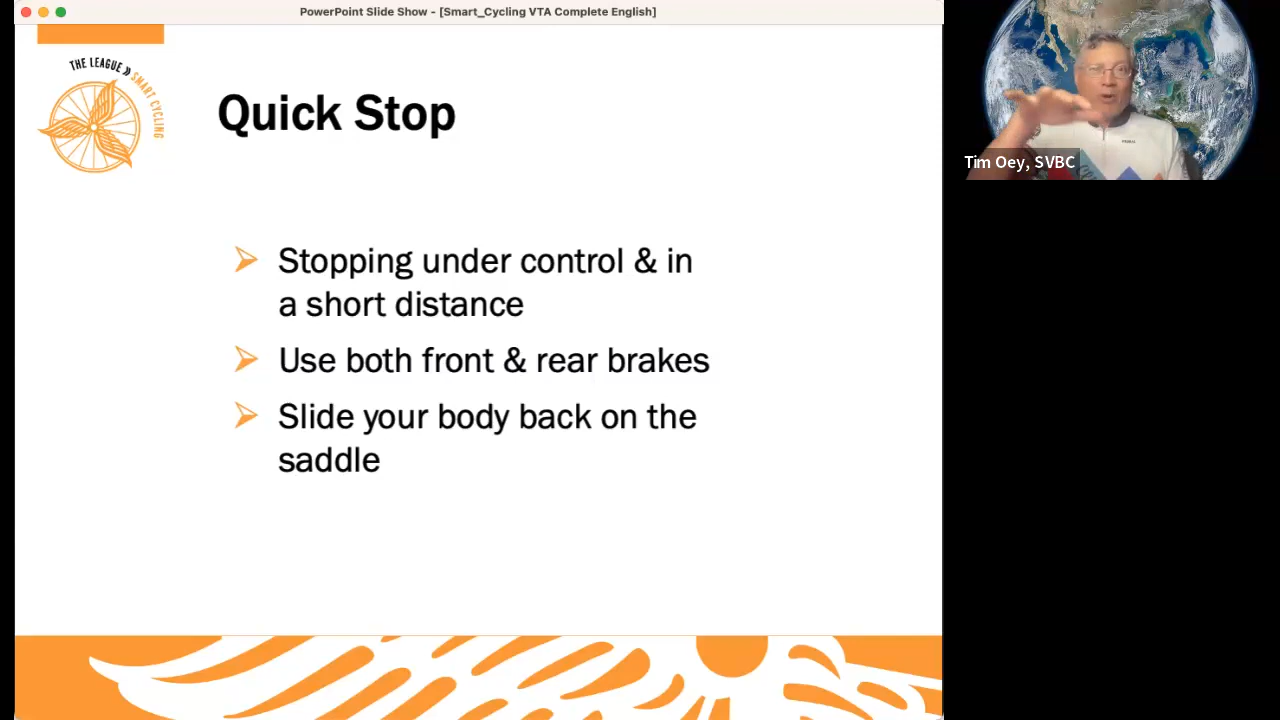 PowerPoint Slide Show - [Smart_Cycling VTA Complete English]
THE LEAGUE
SMART CYCLING
Quick Stop
Stopping under control & in
a short distance
Use both front & rear brakes
Slide your body back on the
saddle
Tim Oey, SVBC